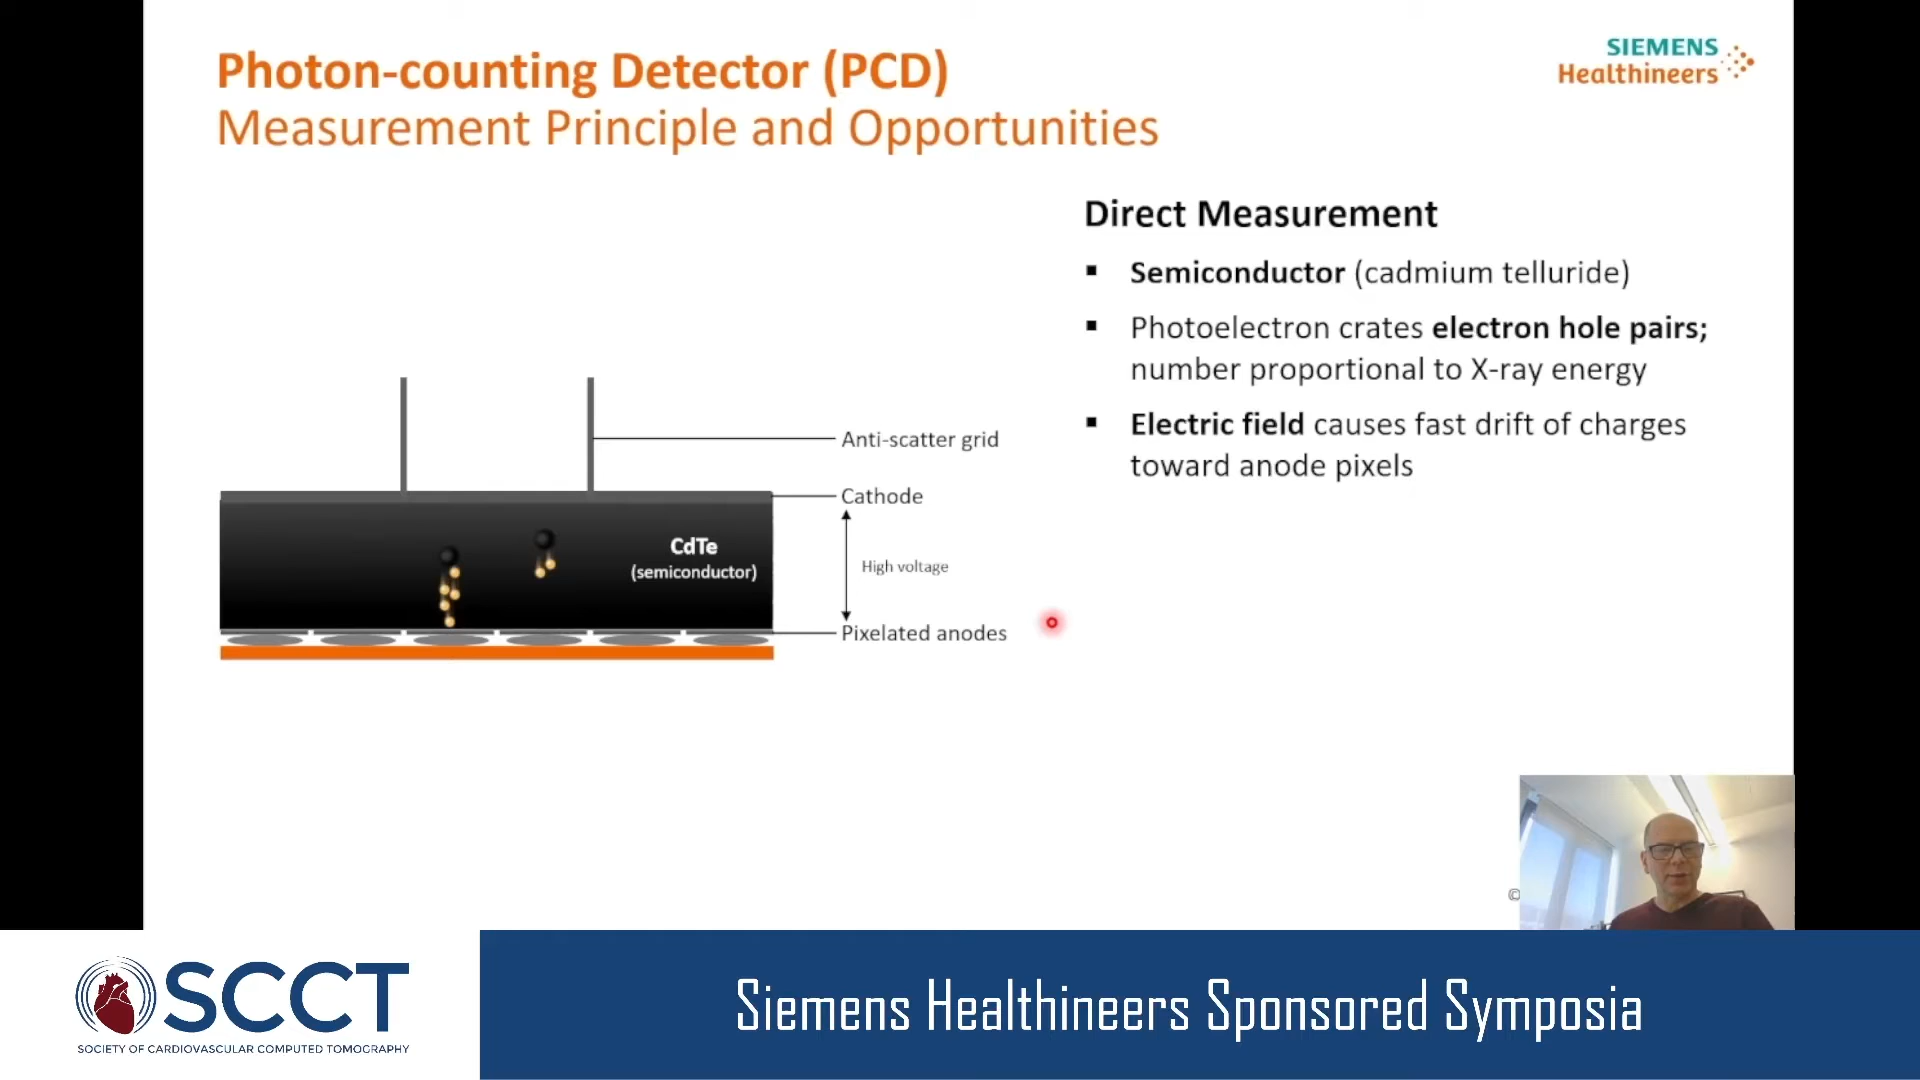 Photon-counting Detector (PCD)
Measurement Principle and Opportunities
SIEMENS
Healthineers
Direct Measurement
▪ Semiconductor (cadmium telluride)
▪ Photoelectron crates electron hole pairs;
number proportional to X-ray energy
▪ Electric field causes fast drift of charges
toward anode pixels
Anti-scatter grid
Cathode
CdTe
(semiconductor)
High voltage
Pixelated anodes
©
SCCT
SOCIETY OF CARDIOVASCULAR COMPUTED TOMOGRAPHY
Siemens Healthineers Sponsored Symposia